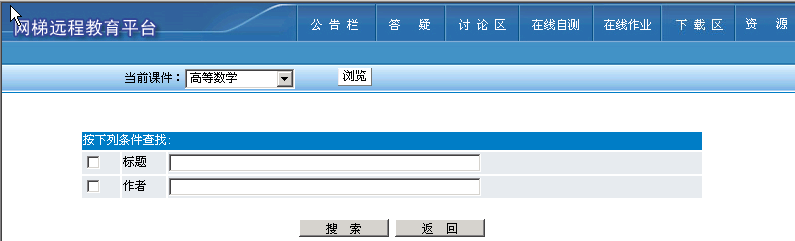 网梯远程教育平台 公告栏 答疑 讨论区 在线自测 在线作业 下载区 资源
当前课件： 高等数学 浏览
按下列条件查找:
标题
作者
搜索 返回